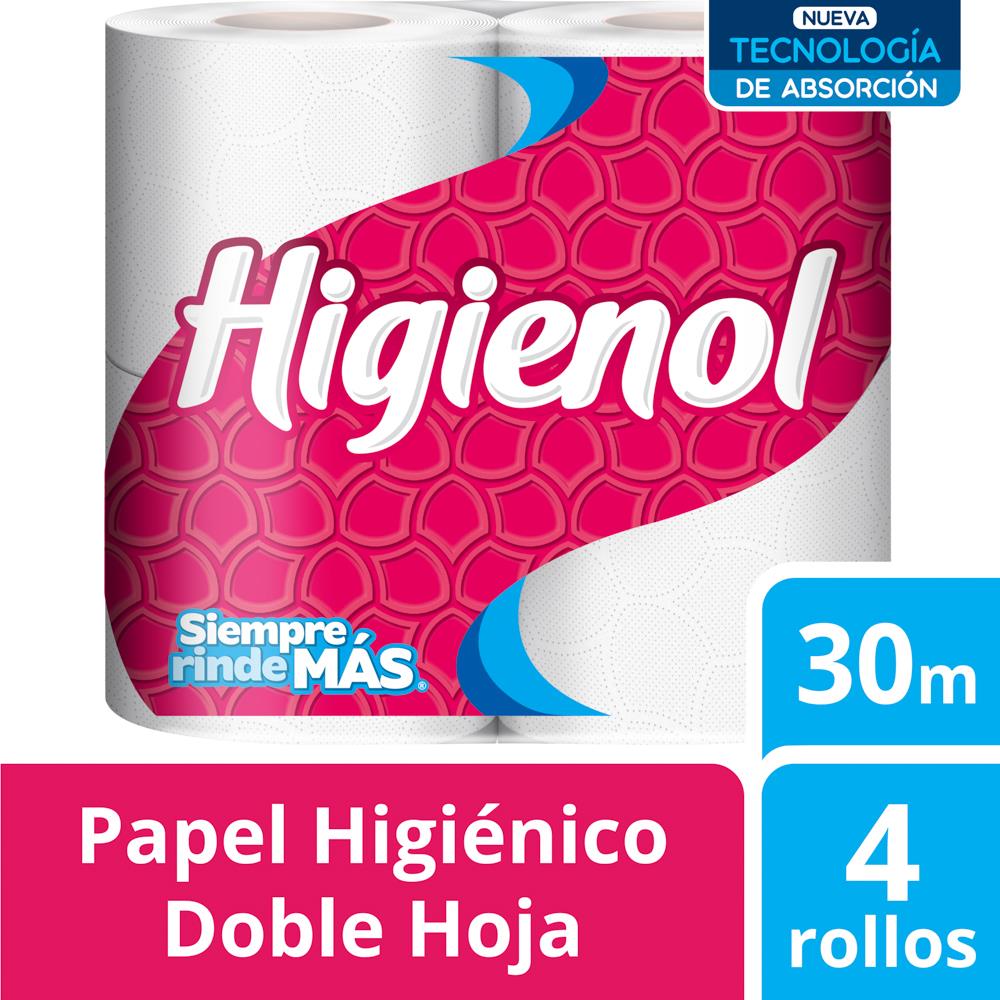 NUEVA
TECNOLOGÍA
DE ABSORCIÓN
Higienol
Siempre
rinde MÁS®
30m
Papel Higiénico
Doble Hoja
4
rollos